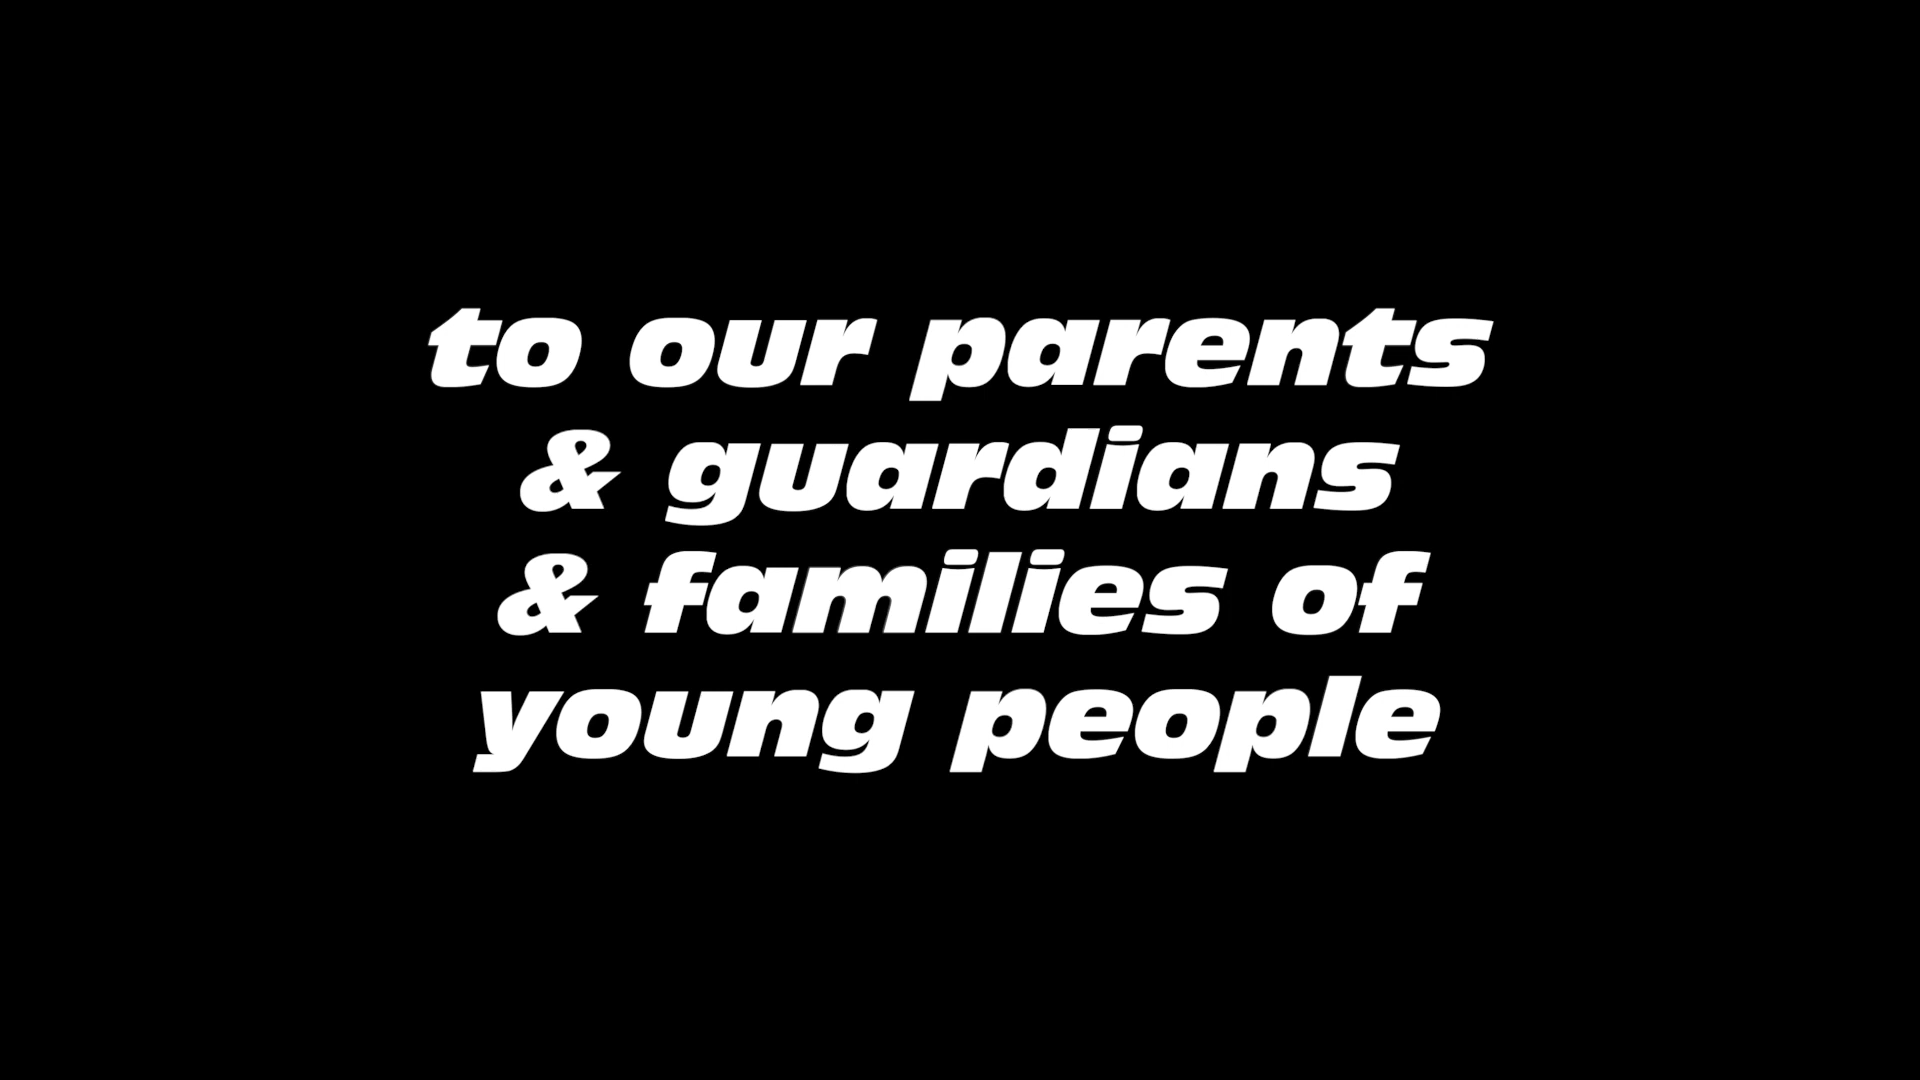 to our parents
& guardians
& families of
young people